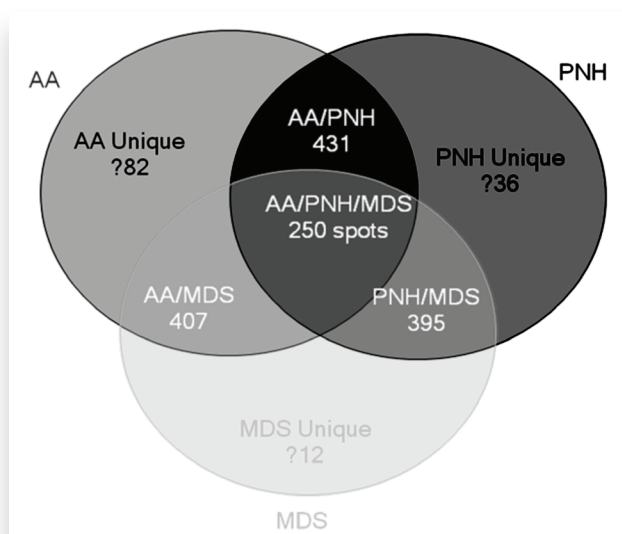 AA
PNH
AA/PNH
431
AA Unique
?82
PNH Unique
?36
AA/PNH/MDS
250 spots
AA/MDS
407
PNH/MDS
395
MDS Unique
?12
MDS